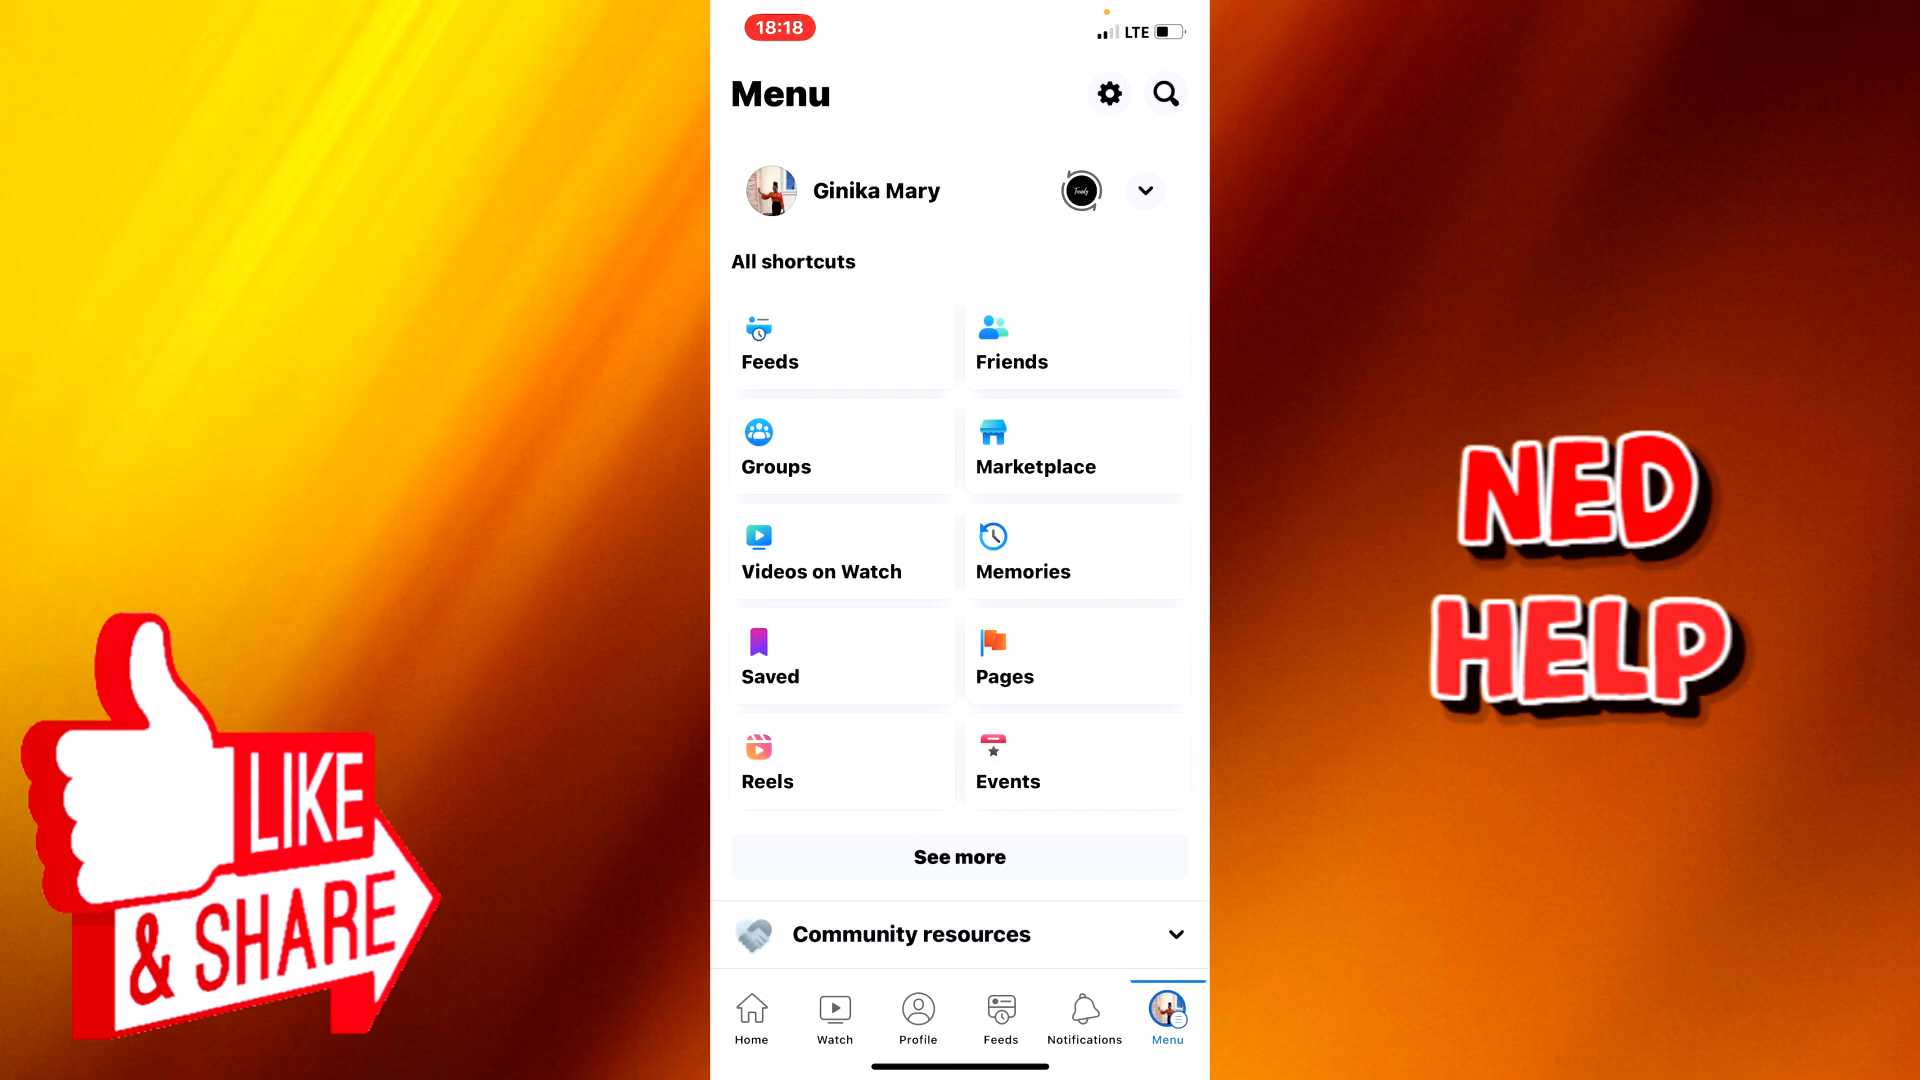 18:18
LTE
Menu
Ginika Mary
Trendy
All shortcuts
Feeds
Friends
Groups
Marketplace
Videos on Watch
Memories
Saved
Pages
Reels
Events
See more
Community resources
Home
Watch
Profile
Feeds
Notifications
Menu
LIKE
& SHARE
NED
HELP